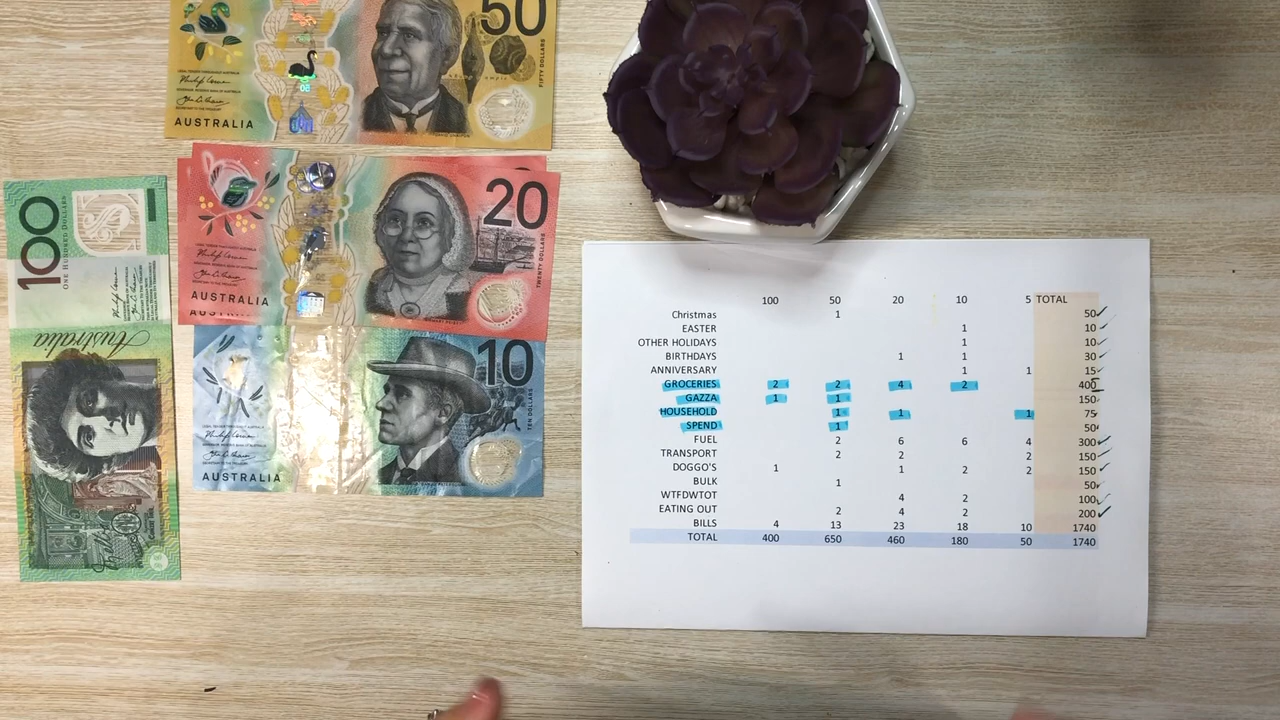 50
FIFTY DOLLARS
AUSTRALIA
20
TWENTY DOLLARS
AUSTRALIA
10
TEN DOLLARS
AUSTRALIA
100
ONE HUNDRED DOLLARS
Australia
100 50 20 10 5 TOTAL
Christmas 1 50
EASTER 1 10
OTHER HOLIDAYS 1 10
BIRTHDAYS 1 1 30
ANNIVERSARY 1 1 15
GROCERIES 2 2 4 2 400
GAZZA 1 1 150
HOUSEHOLD 1 1 1 75
SPEND 1 50
FUEL 2 6 6 4 300
TRANSPORT 2 2 2 150
DOGGO'S 1 1 2 2 150
BULK 1 50
WTFDWTOT 4 2 100
EATING OUT 2 4 2 200
BILLS 4 13 23 18 10 1740
TOTAL 400 650 460 180 50 1740